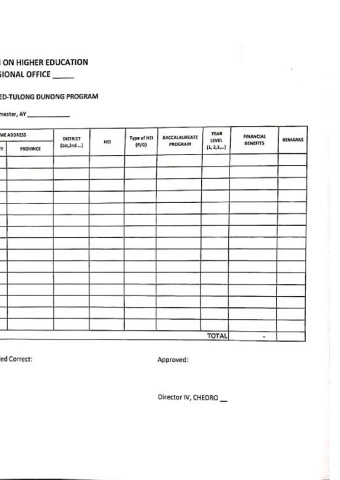 ON HIGHER EDUCATION
GIONAL OFFICE _____
ED-TULONG DUNONG PROGRAM
mester, AY ____________
ME ADDRESS
Y PROVINCE DISTRICT (1st,2nd...) HEI Type of HEI (P/G) BACCALAUREATE PROGRAM YEAR LEVEL (1, 2,3,...) FINANCIAL BENEFITS REMARKS
TOTAL -
ed Correct: Approved:
Director IV, CHEDRO __